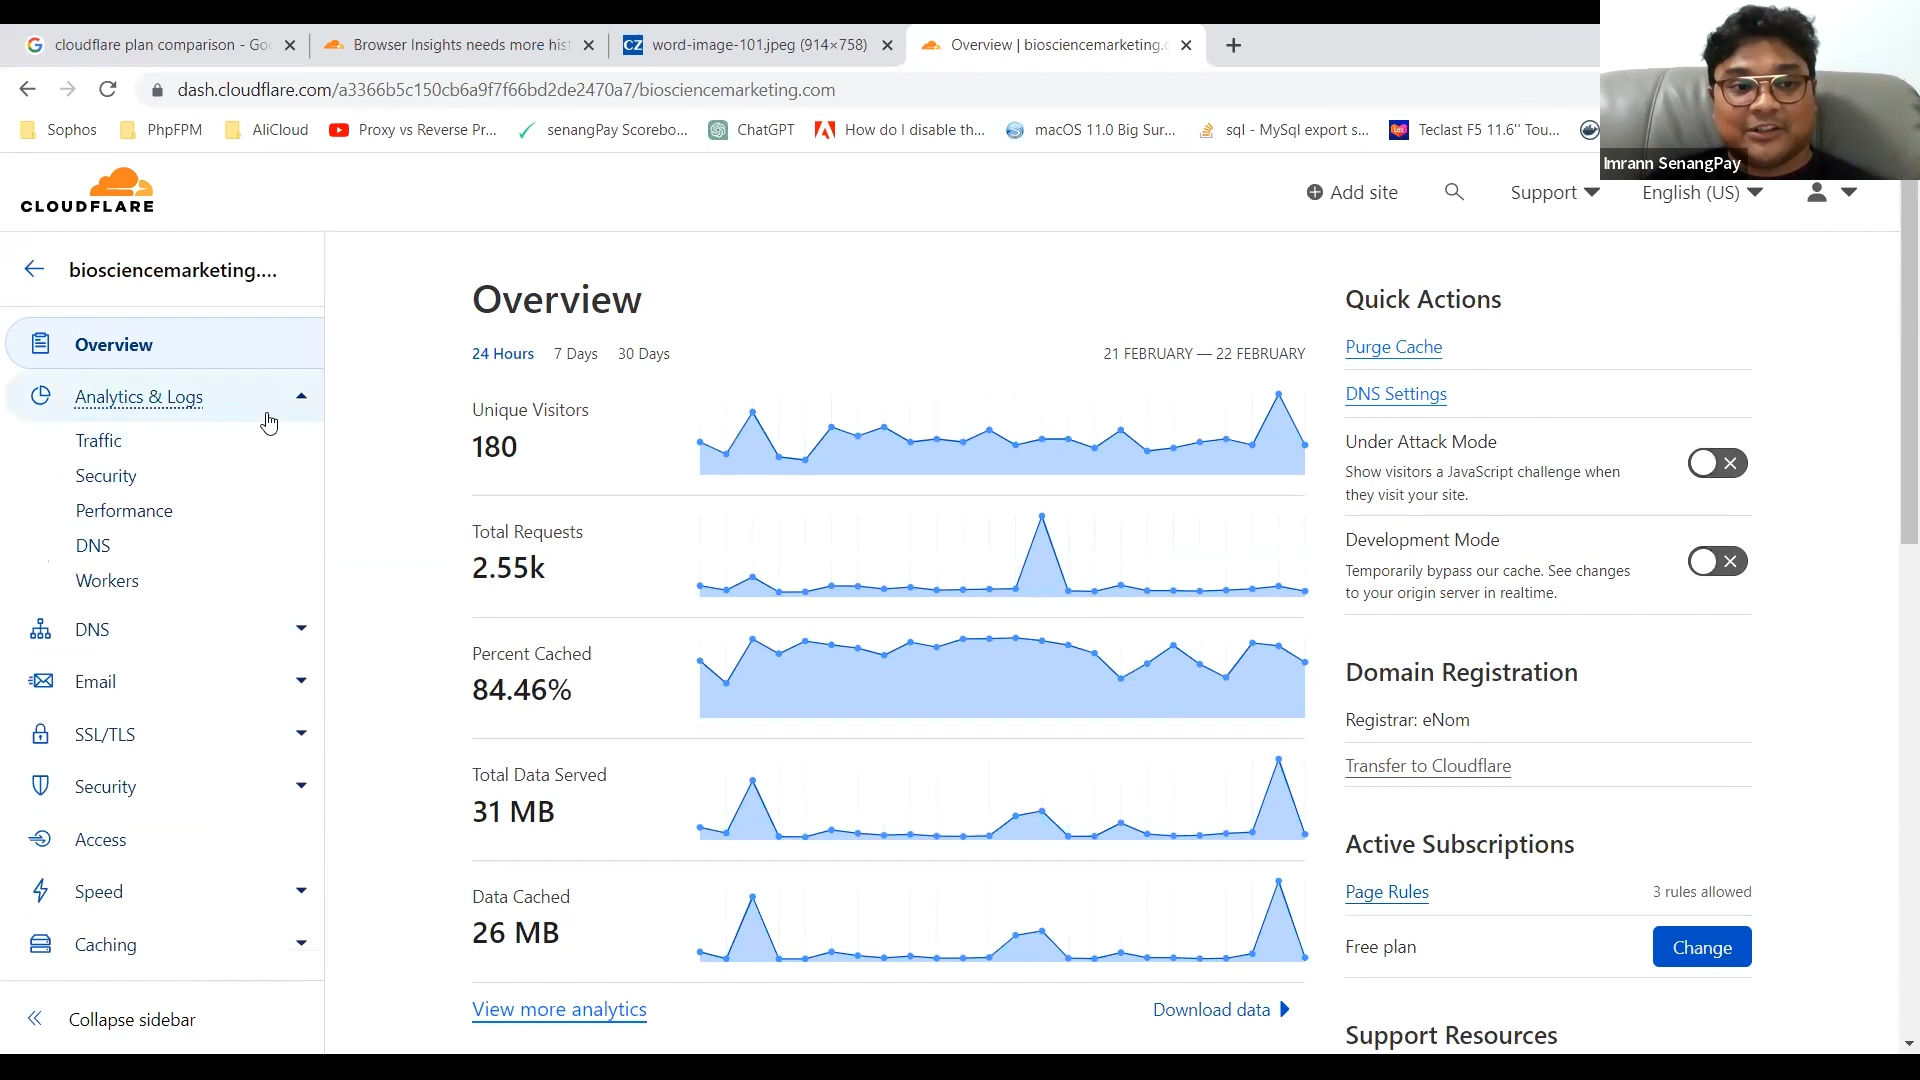 cloudflare plan comparison - Goo
Browser Insights needs more hist
CZ
word-image-101.jpeg (914×758)
Overview | biosciencemarketing.c
dash.cloudflare.com/a3366b5c150cb6a9f7f66bd2de2470a7/biosciencemarketing.com
Sophos
PhpFPM
AliCloud
Proxy vs Reverse Pr...
senangPay Scorebo...
ChatGPT
How do I disable th...
macOS 11.0 Big Sur...
sql - MySql export s...
Teclast F5 11.6'' Tou...
Imrann SenangPay
CLOUDFLARE
Add site
Support
English (US)
biosciencemarketing....
Overview
Analytics & Logs
Traffic
Security
Performance
DNS
Workers
DNS
Email
SSL/TLS
Security
Access
Speed
Caching
Collapse sidebar
Overview
24 Hours 7 Days 30 Days
21 FEBRUARY — 22 FEBRUARY
Unique Visitors
180
Total Requests
2.55k
Percent Cached
84.46%
Total Data Served
31 MB
Data Cached
26 MB
View more analytics
Download data
Quick Actions
Purge Cache
DNS Settings
Under Attack Mode
Show visitors a JavaScript challenge when
they visit your site.
Development Mode
Temporarily bypass our cache. See changes
to your origin server in realtime.
Domain Registration
Registrar: eNom
Transfer to Cloudflare
Active Subscriptions
Page Rules
3 rules allowed
Free plan
Change
Support Resources